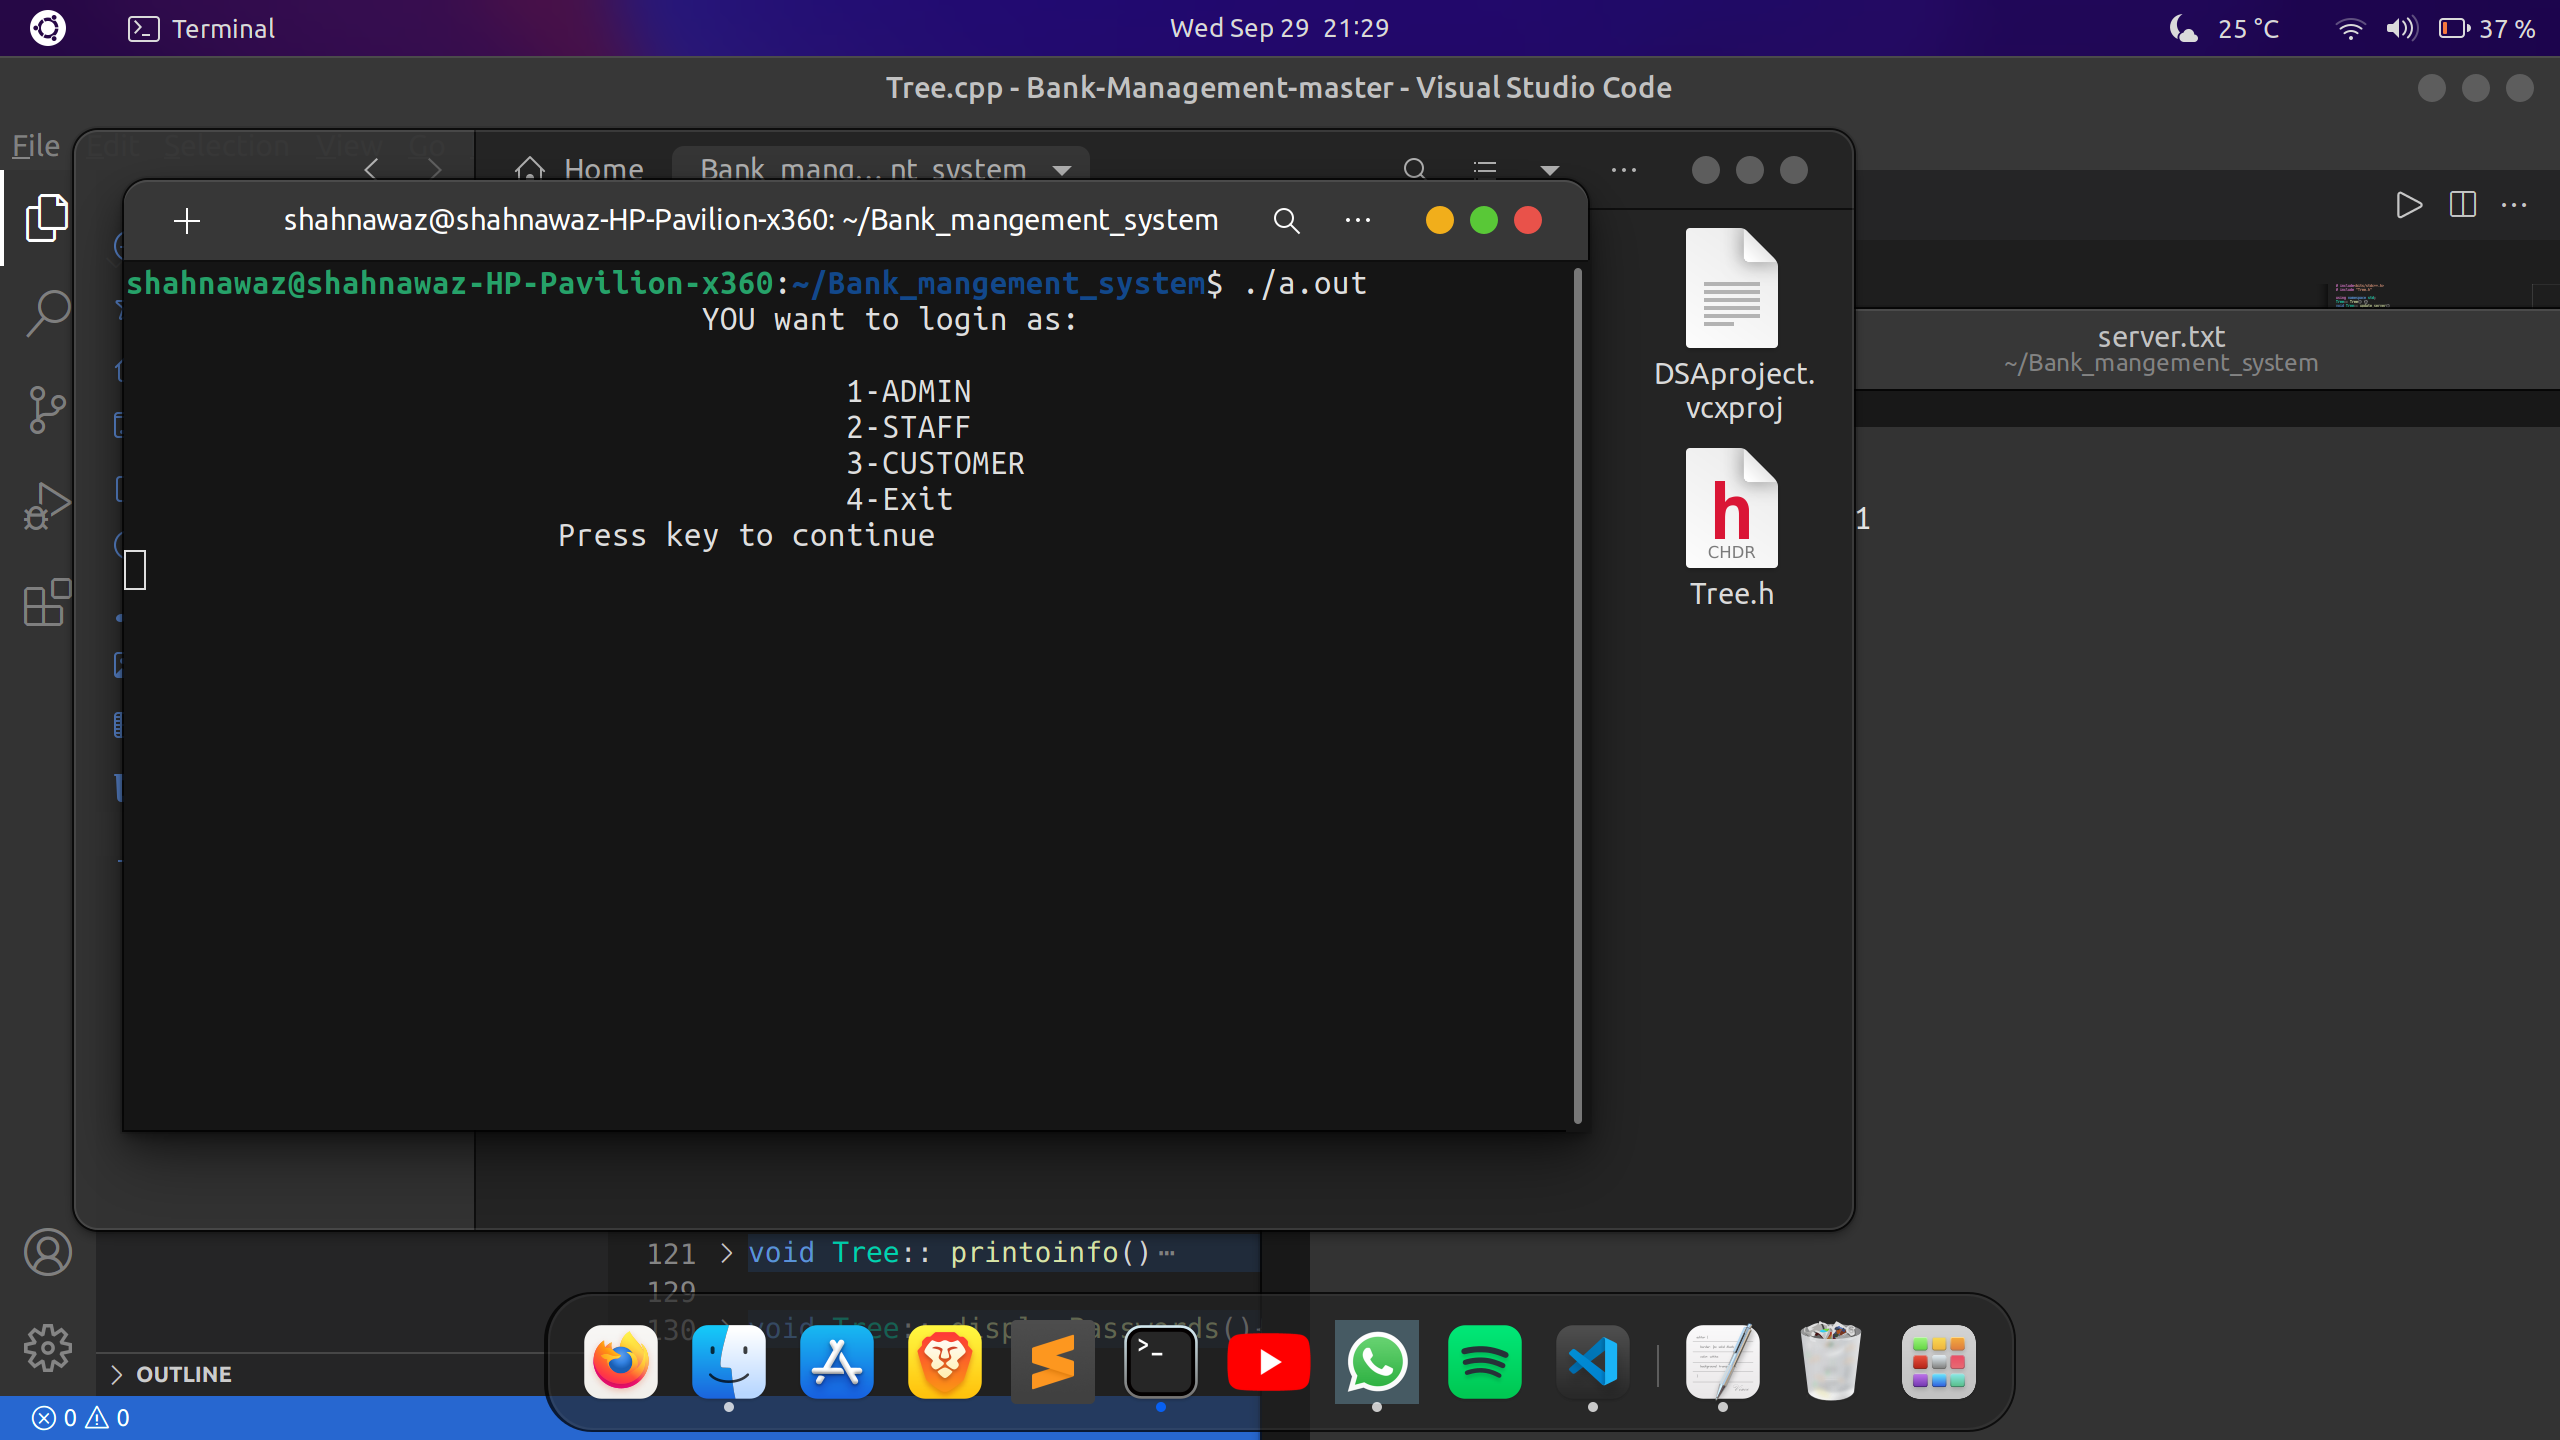 Terminal
Wed Sep 29 21:29
25 °C
37 %
Tree.cpp - Bank-Management-master - Visual Studio Code
File Edit Selection View Go
Home
Bank_mang... nt_system
shahnawaz@shahnawaz-HP-Pavilion-x360: ~/Bank_mangement_system
shahnawaz@shahnawaz-HP-Pavilion-x360:~/Bank_mangement_system$ ./a.out
YOU want to login as:
1-ADMIN
2-STAFF
3-CUSTOMER
4-Exit
Press key to continue
DSAproject.
vcxproj
h
CHDR
Tree.h
server.txt
~/Bank_mangement_system
1
121 void Tree:: printoinfo()…
129
130 void Tree::
OUTLINE
0 0